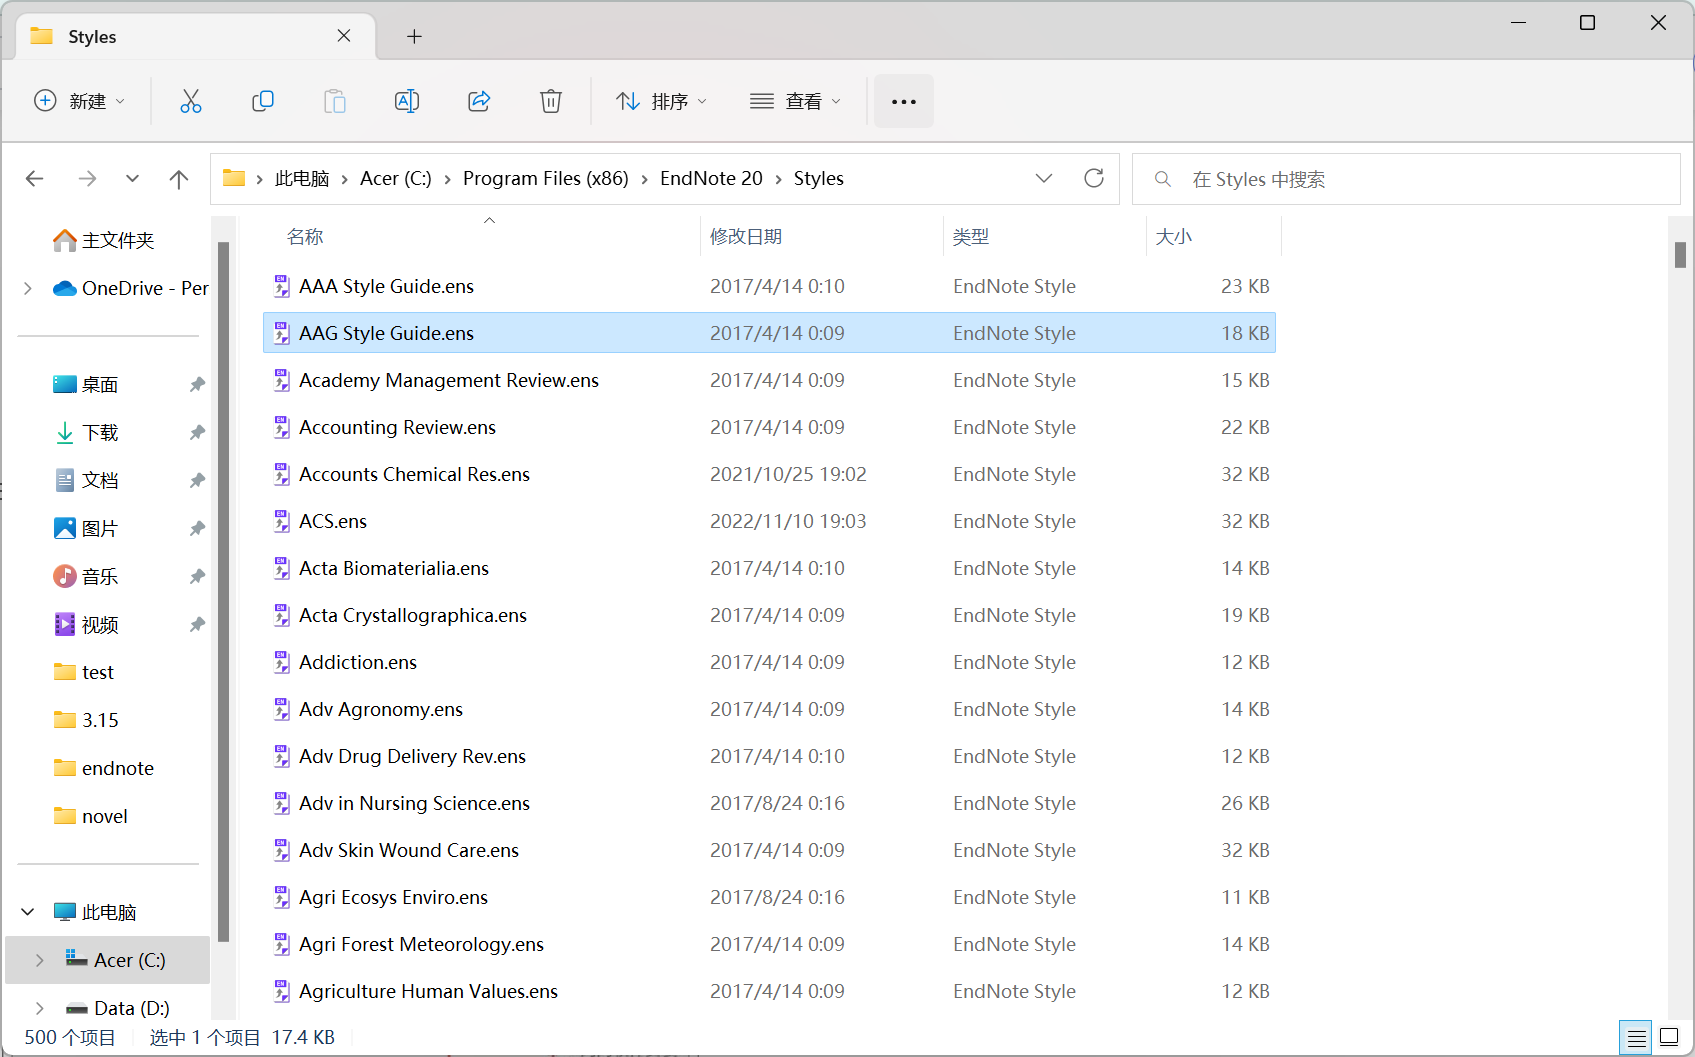 Styles
新建
排序
查看
此电脑 Acer (C:) Program Files (x86) EndNote 20 Styles
在 Styles 中搜索
主文件夹
OneDrive - Per
桌面
下载
文档
图片
音乐
视频
test
3.15
endnote
novel
此电脑
Acer (C:)
Data (D:)
名称 修改日期 类型 大小
AAA Style Guide.ens 2017/4/14 0:10 EndNote Style 23 KB
AAG Style Guide.ens 2017/4/14 0:09 EndNote Style 18 KB
Academy Management Review.ens 2017/4/14 0:09 EndNote Style 15 KB
Accounting Review.ens 2017/4/14 0:09 EndNote Style 22 KB
Accounts Chemical Res.ens 2021/10/25 19:02 EndNote Style 32 KB
ACS.ens 2022/11/10 19:03 EndNote Style 32 KB
Acta Biomaterialia.ens 2017/4/14 0:10 EndNote Style 14 KB
Acta Crystallographica.ens 2017/4/14 0:09 EndNote Style 19 KB
Addiction.ens 2017/4/14 0:09 EndNote Style 12 KB
Adv Agronomy.ens 2017/4/14 0:09 EndNote Style 14 KB
Adv Drug Delivery Rev.ens 2017/4/14 0:10 EndNote Style 12 KB
Adv in Nursing Science.ens 2017/8/24 0:16 EndNote Style 26 KB
Adv Skin Wound Care.ens 2017/4/14 0:09 EndNote Style 32 KB
Agri Ecosys Enviro.ens 2017/8/24 0:16 EndNote Style 11 KB
Agri Forest Meteorology.ens 2017/4/14 0:09 EndNote Style 14 KB
Agriculture Human Values.ens 2017/4/14 0:09 EndNote Style 12 KB
500 个项目 选中 1 个项目 17.4 KB